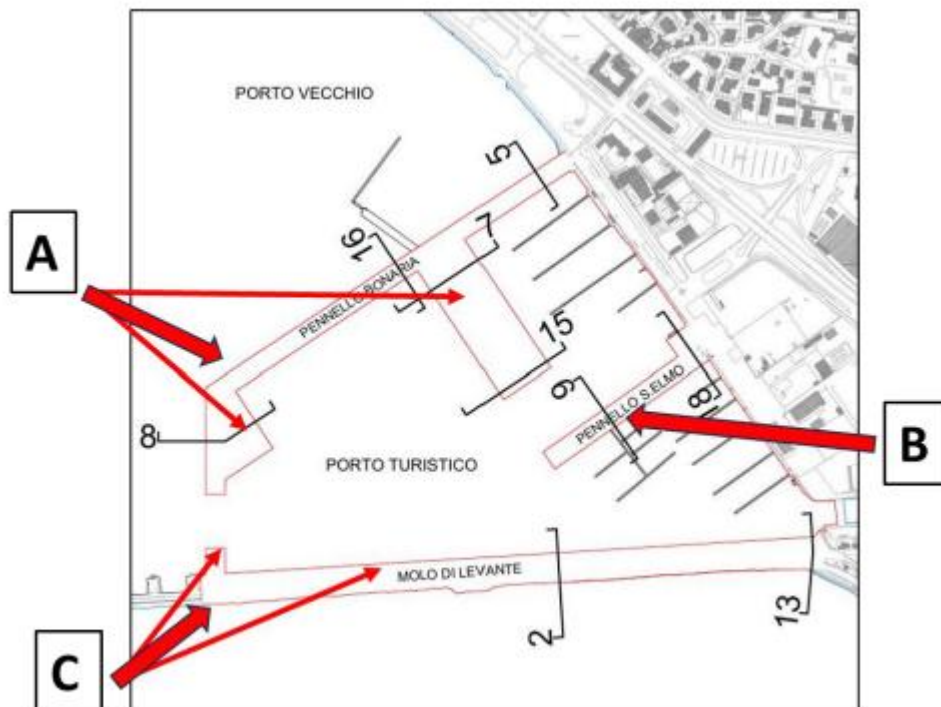 PORTO VECCHIO
5
A
16
7
PENNELLO BONARIA
15
9
18
PENNELLO S.ELMO
8
B
PORTO TURISTICO
MOLO DI LEVANTE
2
13
C